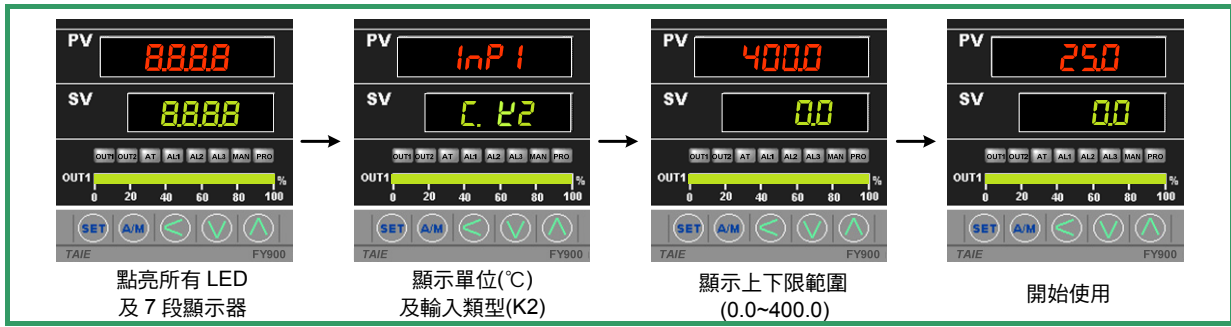 PV
8.8.8.8
SV
8.8.8.8
OUT1 OUT2 AT AL1 AL2 AL3 MAN PRO
OUT1 %
0 20 40 60 80 100
SET A/M
TAIE FY900
點亮所有 LED
及 7 段顯示器
PV
InP1
SV
C. K2
OUT1 OUT2 AT AL1 AL2 AL3 MAN PRO
OUT1 %
0 20 40 60 80 100
SET A/M
TAIE FY900
顯示單位(℃)
及輸入類型(K2)
PV
400.0
SV
0.0
OUT1 OUT2 AT AL1 AL2 AL3 MAN PRO
OUT1 %
0 20 40 60 80 100
SET A/M
TAIE FY900
顯示上下限範圍
(0.0~400.0)
PV
25.0
SV
0.0
OUT1 OUT2 AT AL1 AL2 AL3 MAN PRO
OUT1 %
0 20 40 60 80 100
SET A/M
TAIE FY900
開始使用